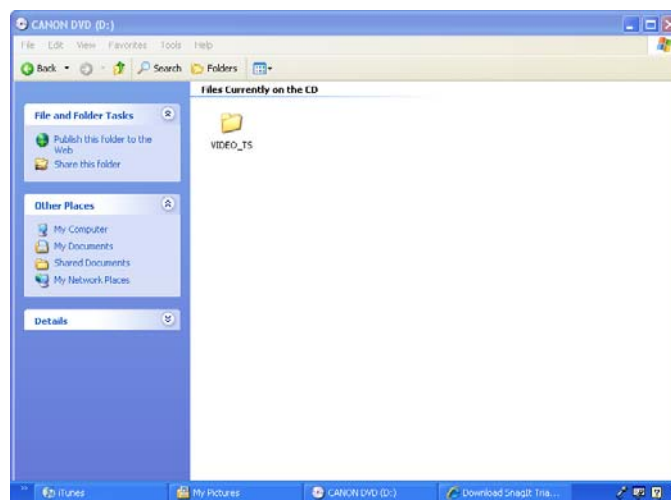 CANON DVD (D:)
File Edit View Favorites Tools Help
Back Search Folders
Files Currently on the CD
File and Folder Tasks
Publish this folder to the
Web
Share this folder
VIDEO_TS
Other Places
My Computer
My Documents
Shared Documents
My Network Places
Details
iTunes My Pictures CANON DVD (D:) Download SnagIt Tria...